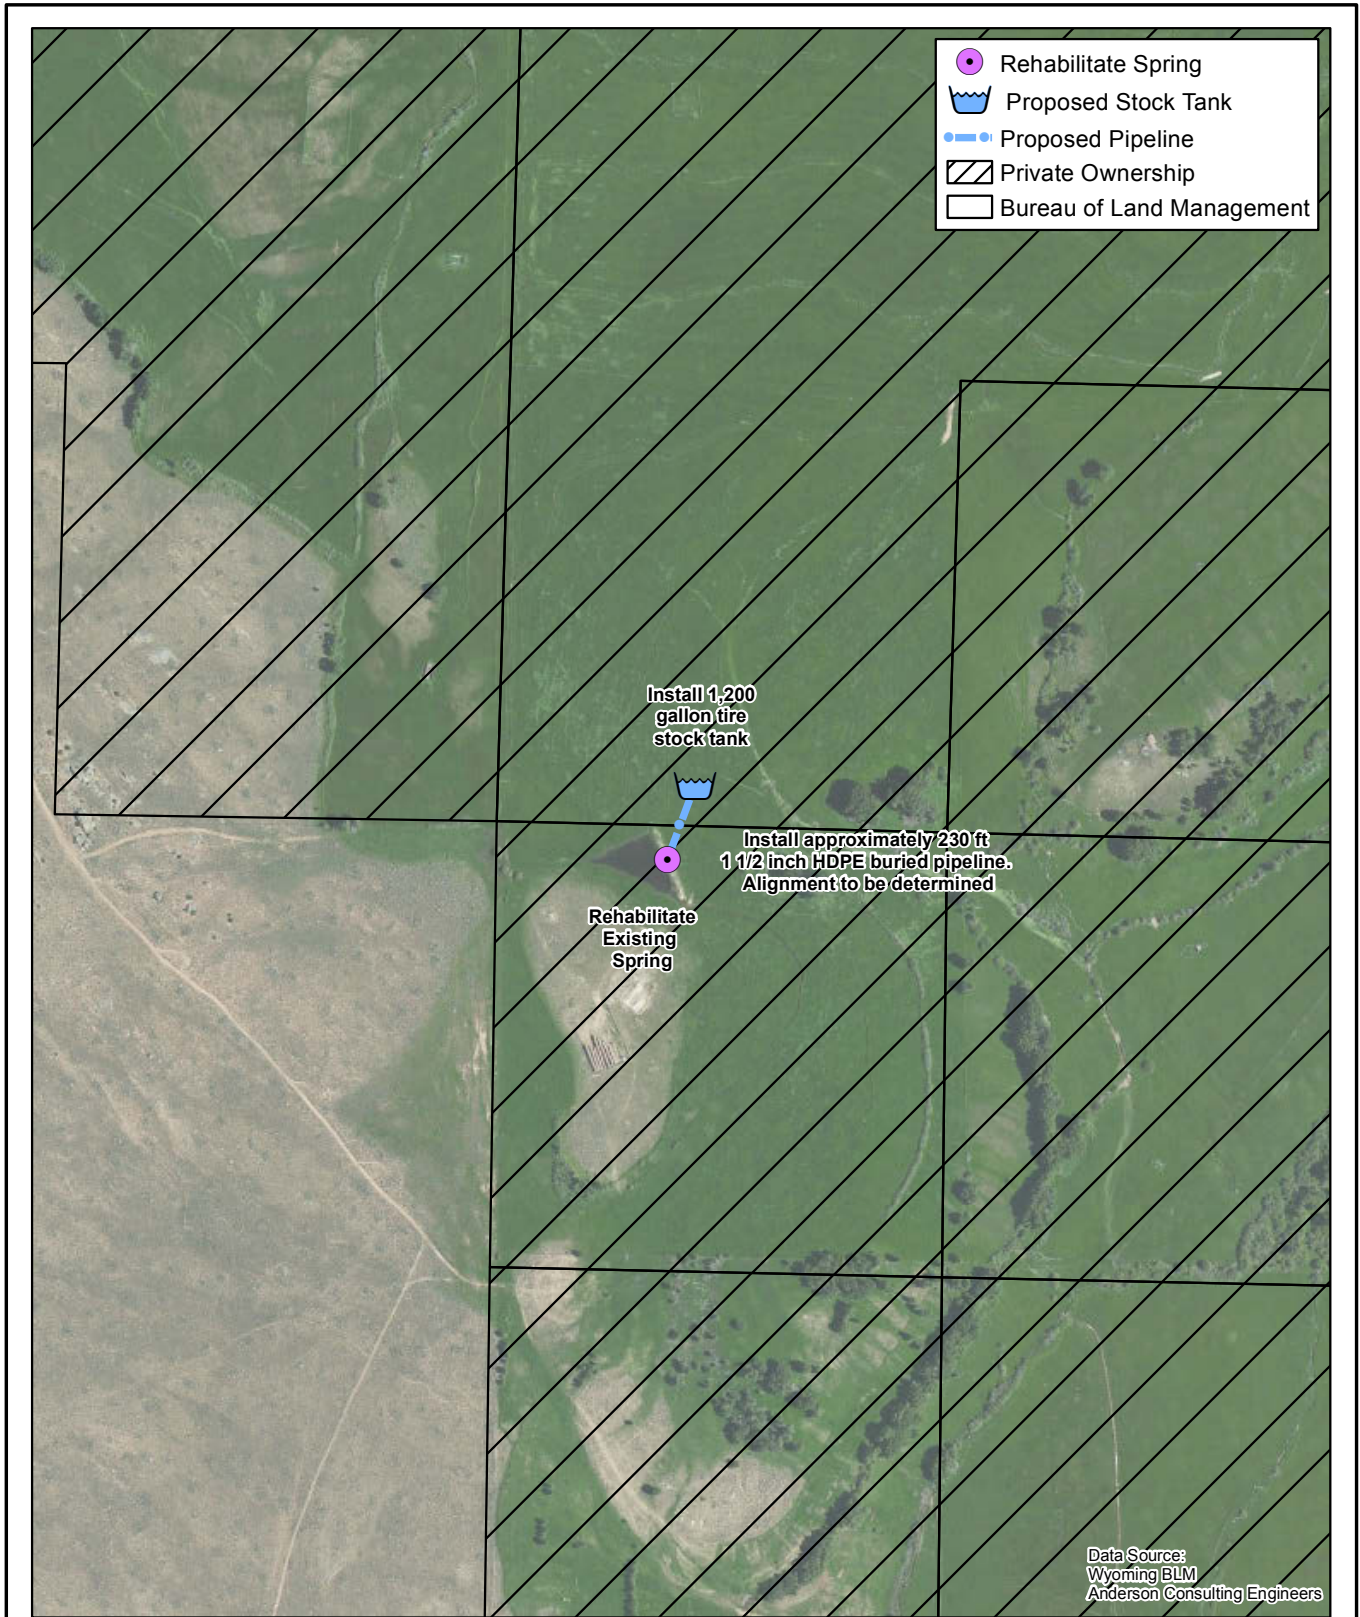 Rehabilitate Spring
Proposed Stock Tank
Proposed Pipeline
Private Ownership
Bureau of Land Management
Install 1,200
gallon tire
stock tank
Install approximately 230 ft
1 1/2 inch HDPE buried pipeline.
Alignment to be determined
Rehabilitate
Existing
Spring
Data Source:
Wyoming BLM
Anderson Consulting Engineers